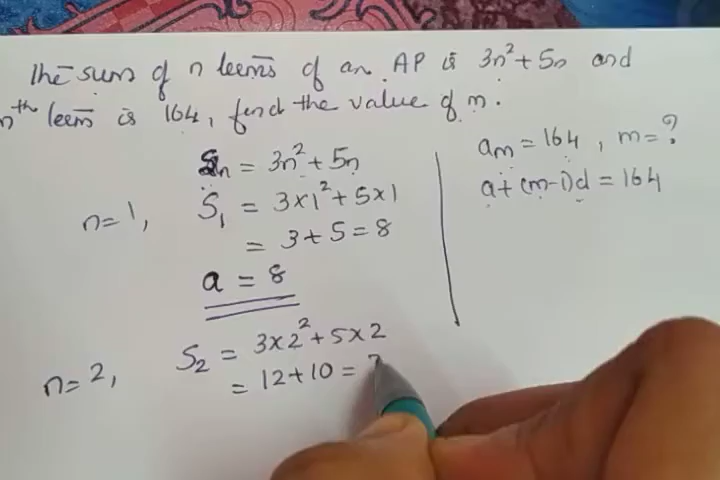 The sum of n terms of an AP is 3n² + 5n and
nᵗʰ term is 164, find the value of m.
Sn = 3n² + 5n
n=1, S₁ = 3×1² + 5×1
= 3+5 = 8
a = 8
n=2, S₂ = 3×2² + 5×2
= 12+10 =
am = 164, m=?
a+(m-1)d = 164